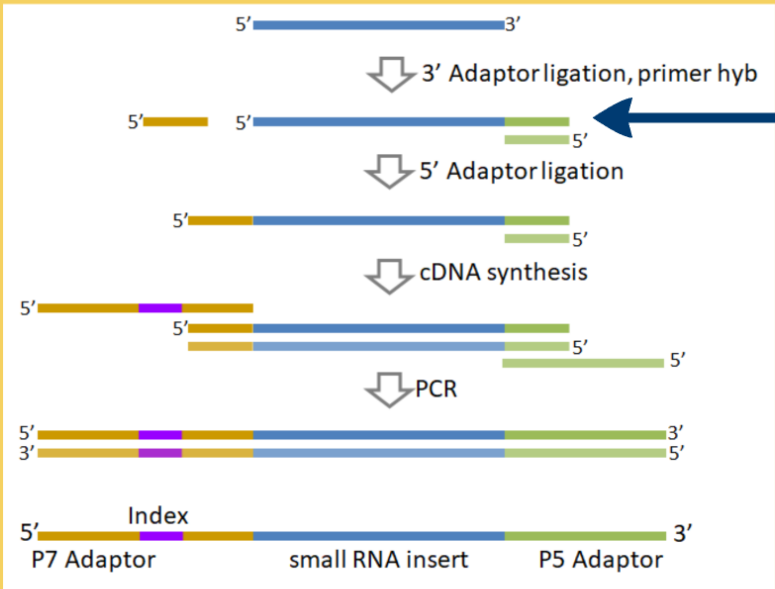 5’ 3’
3’ Adaptor ligation, primer hyb
5’ 5’
5’
5’ Adaptor ligation
5’
5’
cDNA synthesis
5’
5’
5’
5’
PCR
5’ 3’
3’ 5’
Index
5’ 3’
P7 Adaptor small RNA insert P5 Adaptor